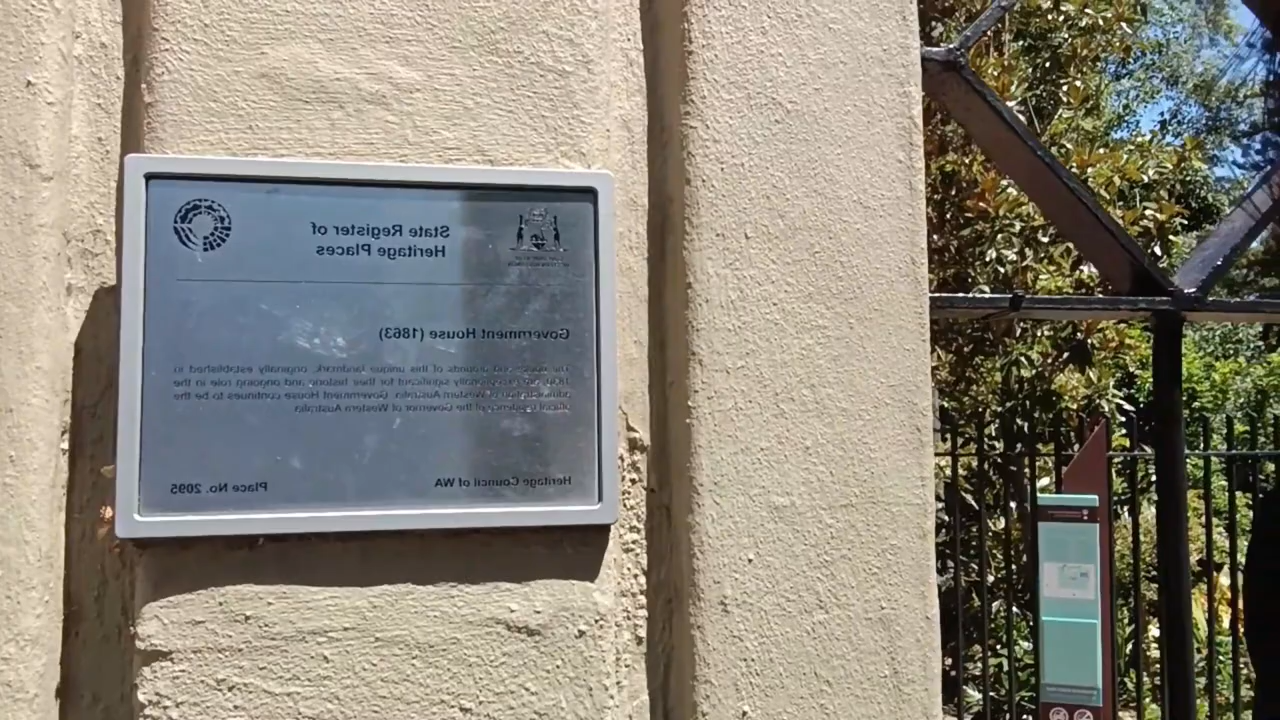 State Register of
Heritage Places
Government House (1863)
The house and grounds of this unique landmark, originally established in
1834, are exceptionally significant for their historic and ongoing role in the
administration of Western Australia. Government House continues to be the
official residence of the Governor of Western Australia.
Heritage Council of WA
Place No. 2095